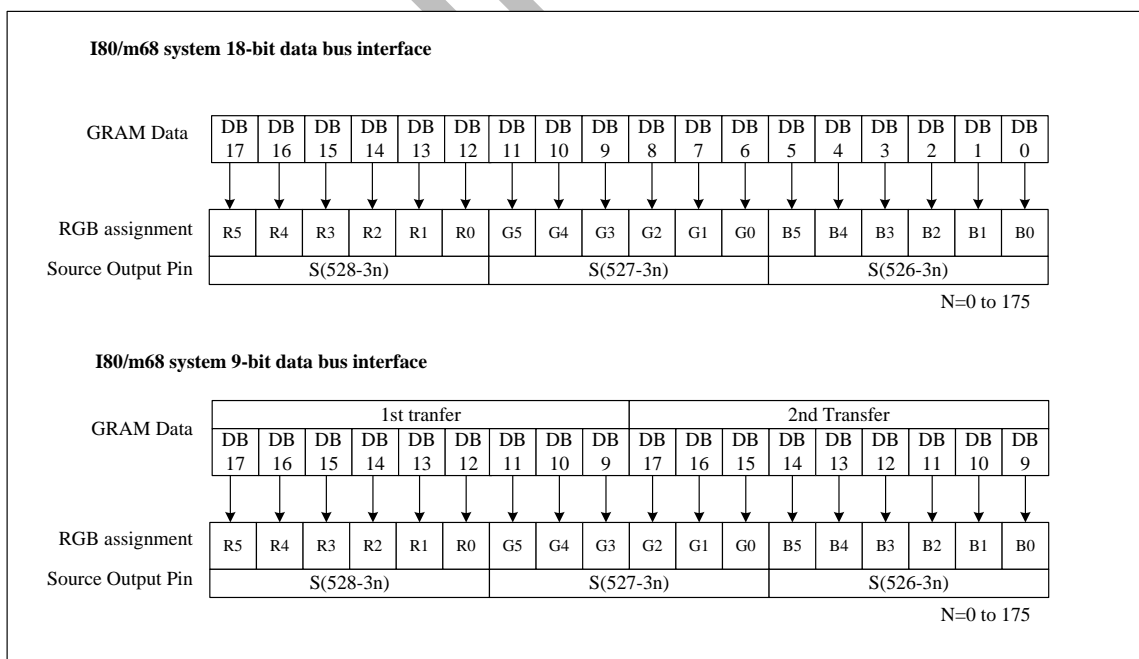 I80/m68 system 18-bit data bus interface
GRAM Data DB 17 DB 16 DB 15 DB 14 DB 13 DB 12 DB 11 DB 10 DB 9 DB 8 DB 7 DB 6 DB 5 DB 4 DB 3 DB 2 DB 1 DB 0
RGB assignment R5 R4 R3 R2 R1 R0 G5 G4 G3 G2 G1 G0 B5 B4 B3 B2 B1 B0
Source Output Pin S(528-3n) S(527-3n) S(526-3n)
N=0 to 175
I80/m68 system 9-bit data bus interface
1st tranfer 2nd Transfer
GRAM Data DB 17 DB 16 DB 15 DB 14 DB 13 DB 12 DB 11 DB 10 DB 9 DB 17 DB 16 DB 15 DB 14 DB 13 DB 12 DB 11 DB 10 DB 9
RGB assignment R5 R4 R3 R2 R1 R0 G5 G4 G3 G2 G1 G0 B5 B4 B3 B2 B1 B0
Source Output Pin S(528-3n) S(527-3n) S(526-3n)
N=0 to 175